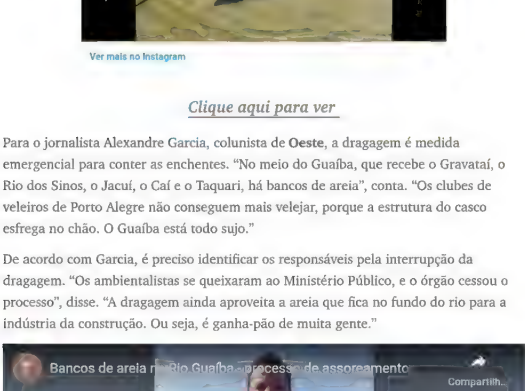 Ver mais no Instagram
Clique aqui para ver
Para o jornalista Alexandre Garcia, colunista de Oeste, a dragagem é medida
emergencial para conter as enchentes. “No meio do Guaíba, que recebe o Gravataí, o
Rio dos Sinos, o Jacuí, o Caí e o Taquari, há bancos de areia”, conta. “Os clubes de
veleiros de Porto Alegre não conseguem mais velejar, porque a estrutura do casco
esfrega no chão. O Guaíba está todo sujo.”
De acordo com Garcia, é preciso identificar os responsáveis pela interrupção da
dragagem. “Os ambientalistas se queixaram ao Ministério Público, e o órgão cessou o
processo”, disse. “A dragagem ainda aproveita a areia que fica no fundo do rio para a
indústria da construção. Ou seja, é ganha-pão de muita gente.”
Bancos de areia Rio Guaíba processo de assoreamento
Compartilh...